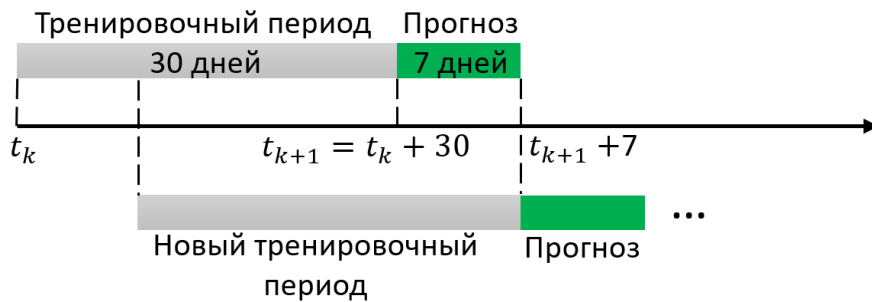 Тренировочный период Прогноз
30 дней 7 дней
t_k t_{k+1} = t_k + 30 t_{k+1} +7
Новый тренировочный
период
Прогноз
...